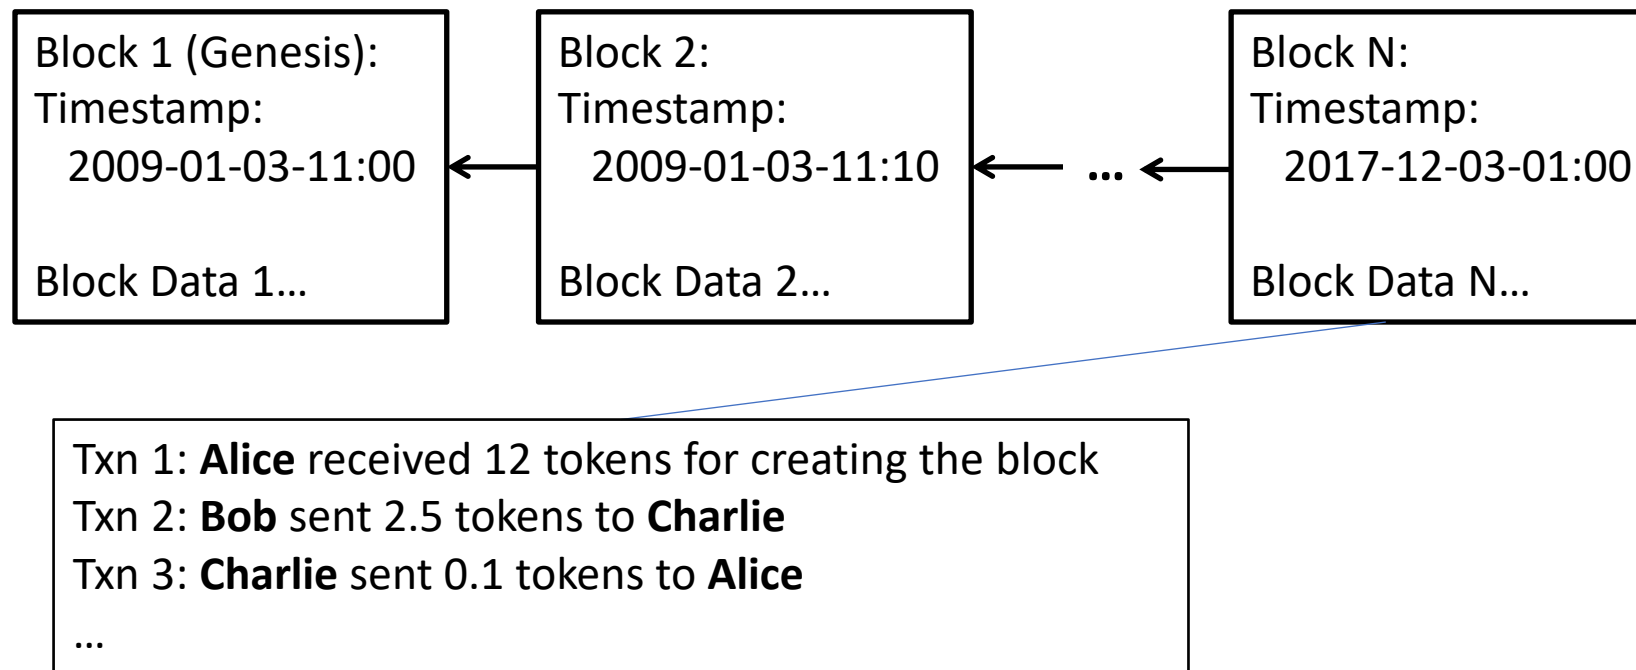 Block 1 (Genesis):
Timestamp:
2009-01-03-11:00
Block Data 1...
Block 2:
Timestamp:
2009-01-03-11:10
Block Data 2...
...
Block N:
Timestamp:
2017-12-03-01:00
Block Data N...
Txn 1: Alice received 12 tokens for creating the block
Txn 2: Bob sent 2.5 tokens to Charlie
Txn 3: Charlie sent 0.1 tokens to Alice
...